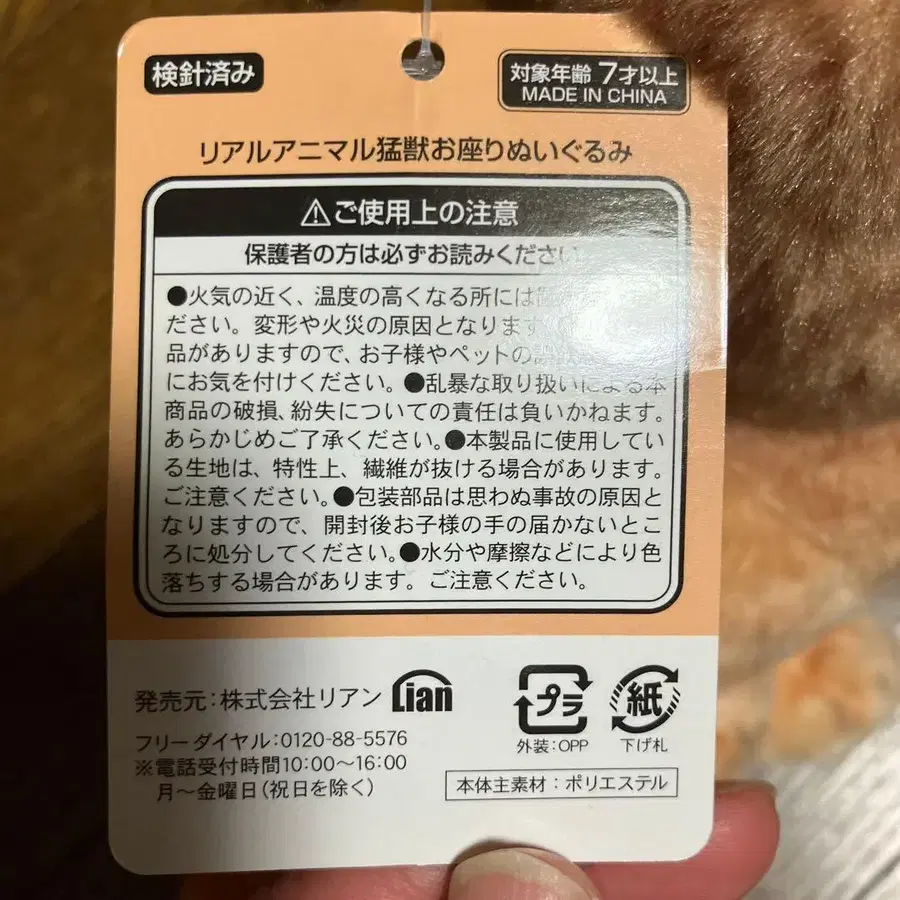 検針済み
対象年齢 7才以上
MADE IN CHINA
リアルアニマル猛獣お座りぬいぐるみ
⚠ご使用上の注意
保護者の方は必ずお読みください
●火気の近く、温度の高くなる所には
ださい。変形や火災の原因となります
品がありますので、お子様やペットの
にお気を付けください。●乱暴な取り扱いによる本
商品の破損、紛失についての責任は負いかねます。
あらかじめご了承ください。●本製品に使用してい
る生地は、特性上、繊維が抜ける場合があります。
ご注意ください。●包装部品は思わぬ事故の原因と
なりますので、開封後お子様の手の届かないとこ
ろに処分してください。●水分や摩擦などにより色
落ちする場合があります。ご注意ください。
発売元:株式会社リアン Lian
フリーダイヤル:0120-88-5576
※電話受付時間10:00〜16:00
月〜金曜日(祝日を除く)
プラ
外装:OPP
紙
下げ札
本体主素材:ポリエステル